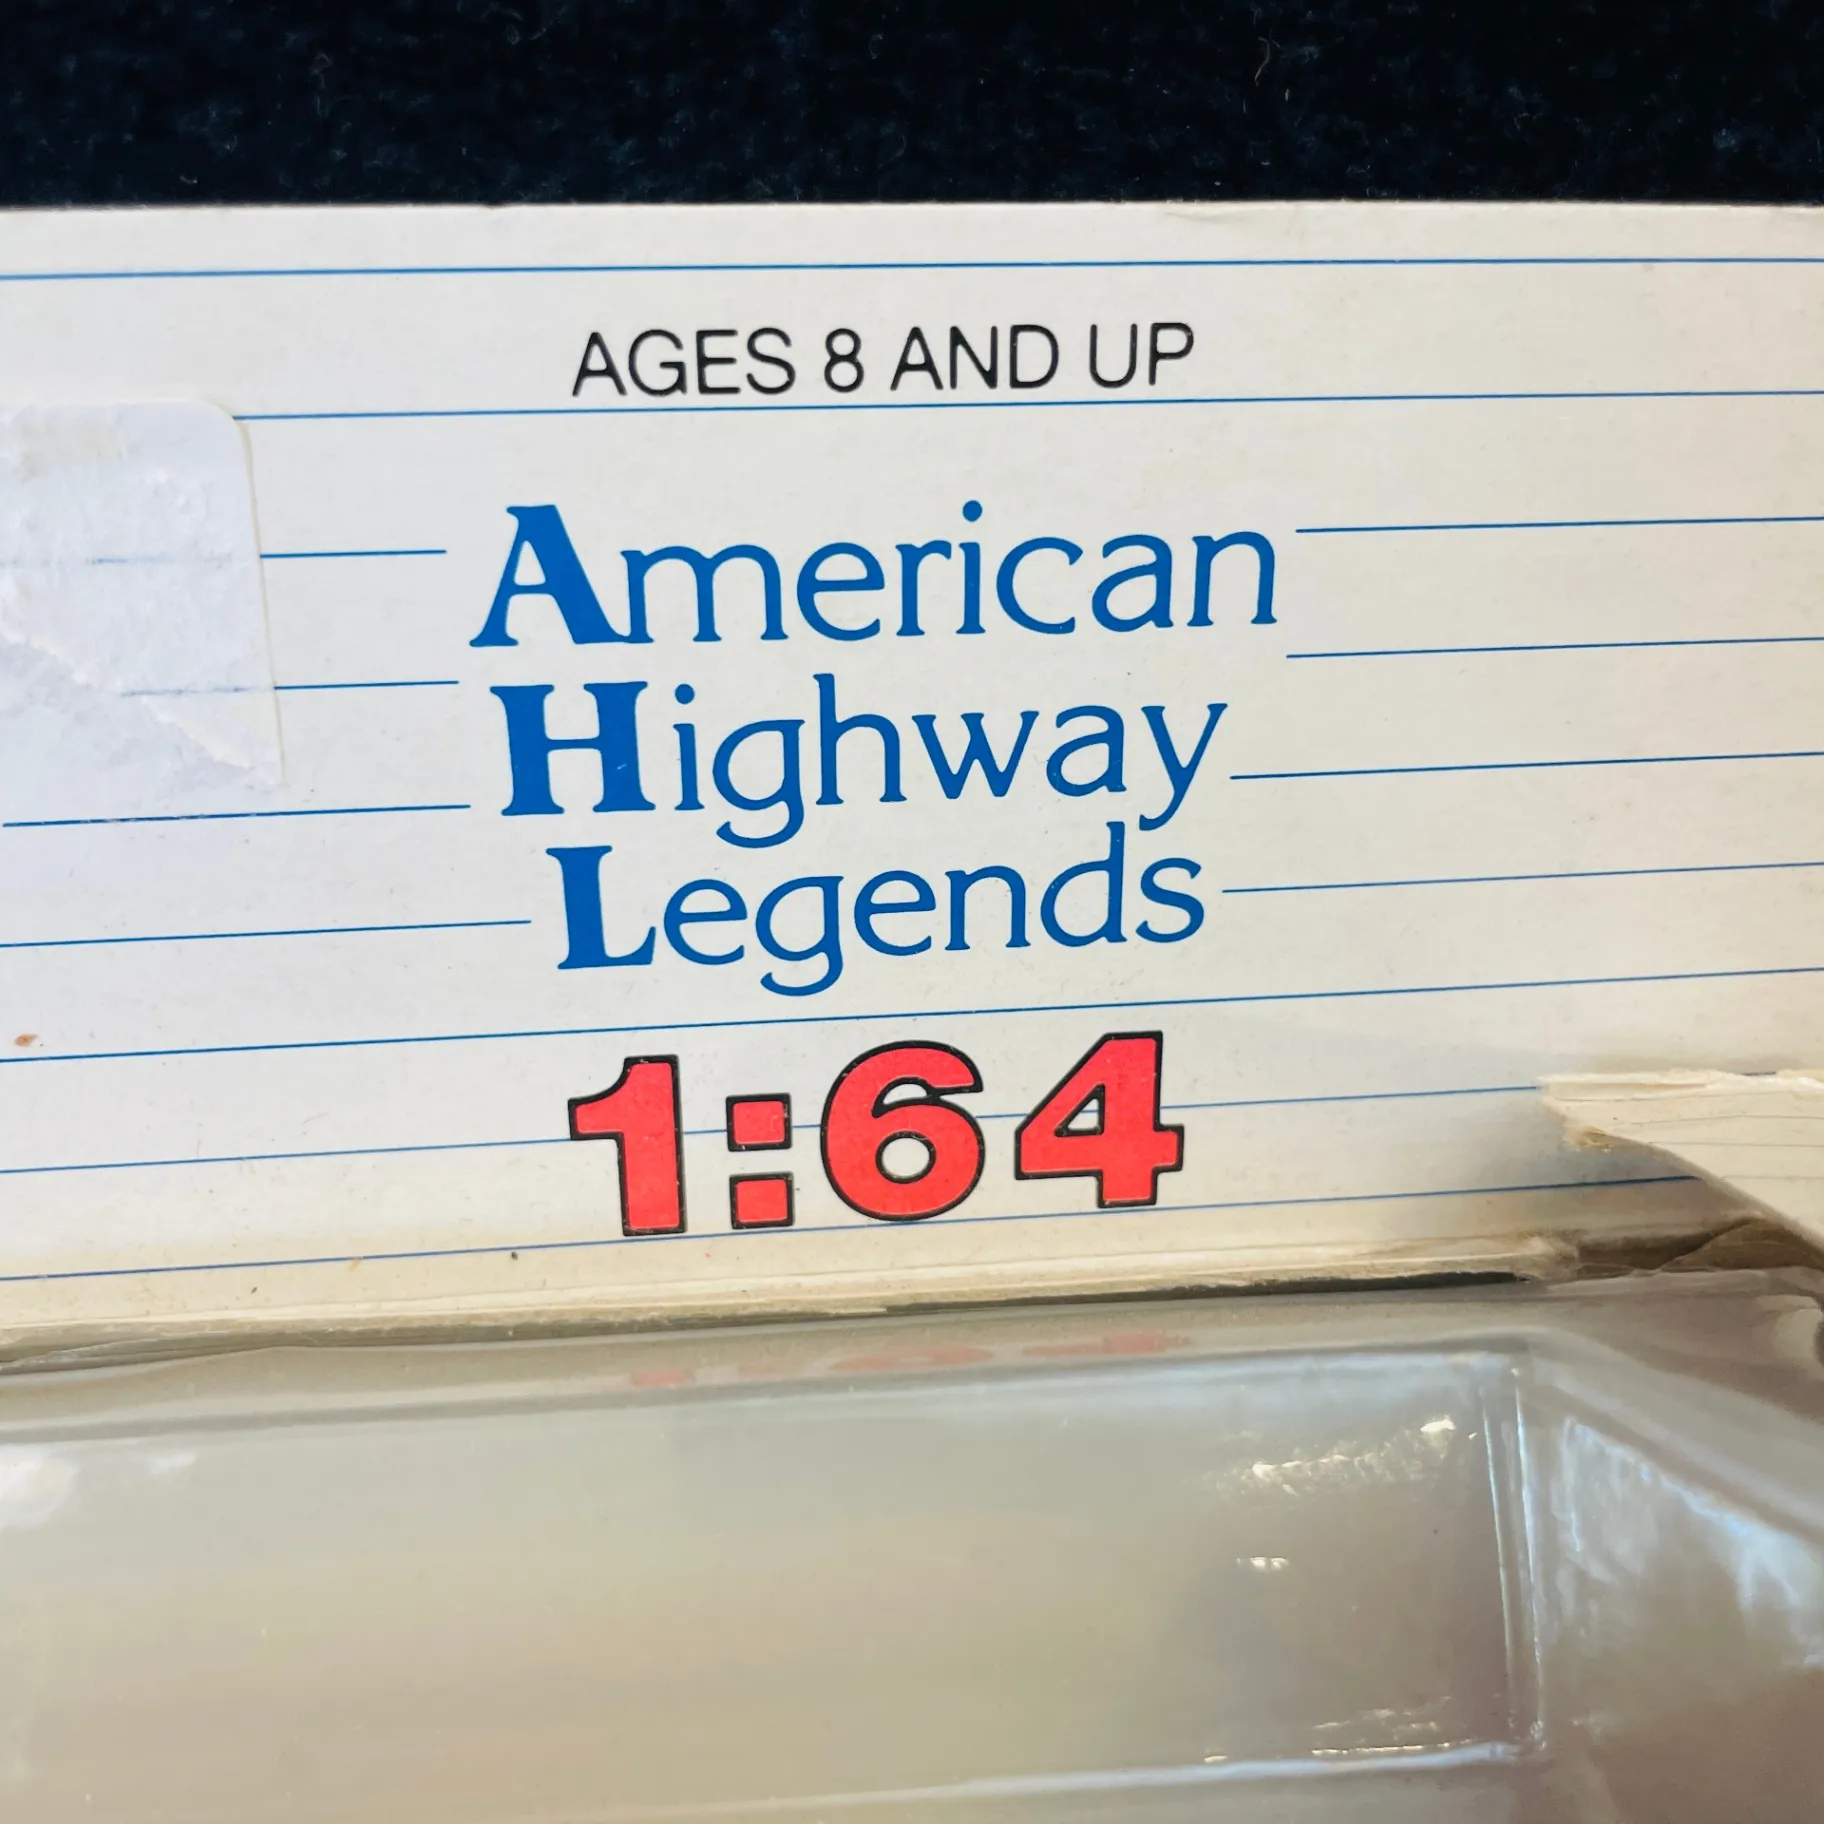 AGES 8 AND UP
American
Highway
Legends
1:64